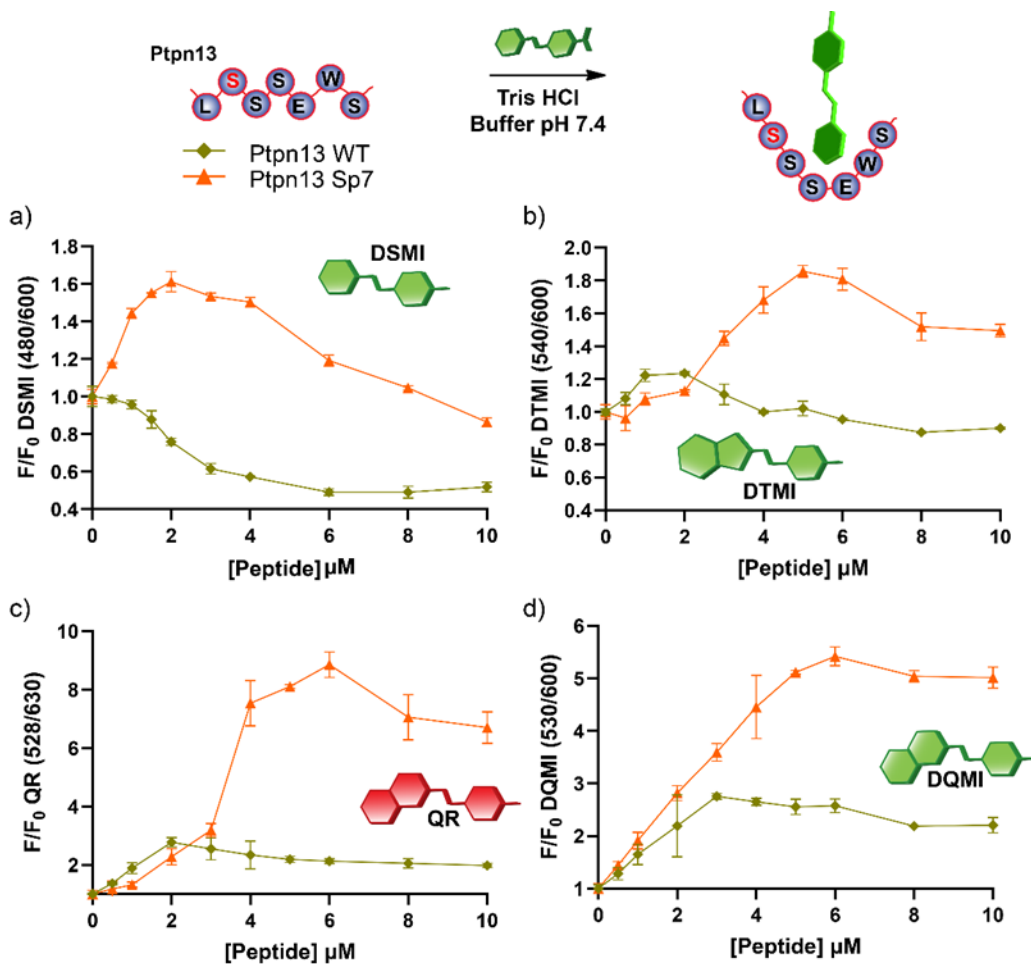 Ptpn13
L S S S E W S
Tris HCl
Buffer pH 7.4
L S S S E W S
Ptpn13 WT
Ptpn13 Sp7
a)
DSMI
F/F0 DSMI (480/600)
1.8
1.6
1.4
1.2
1.0
0.8
0.6
0.4
0 2 4 6 8 10
[Peptide] µM
b)
DTMI
F/F0 DTMI (540/600)
2.0
1.8
1.6
1.4
1.2
1.0
0.8
0.6
0.4
0 2 4 6 8 10
[Peptide] µM
c)
QR
F/F0 QR (528/630)
10
8
6
4
2
0 2 4 6 8 10
[Peptide] µM
d)
DQMI
F/F0 DQMI (530/600)
6
5
4
3
2
1
0 2 4 6 8 10
[Peptide] µM